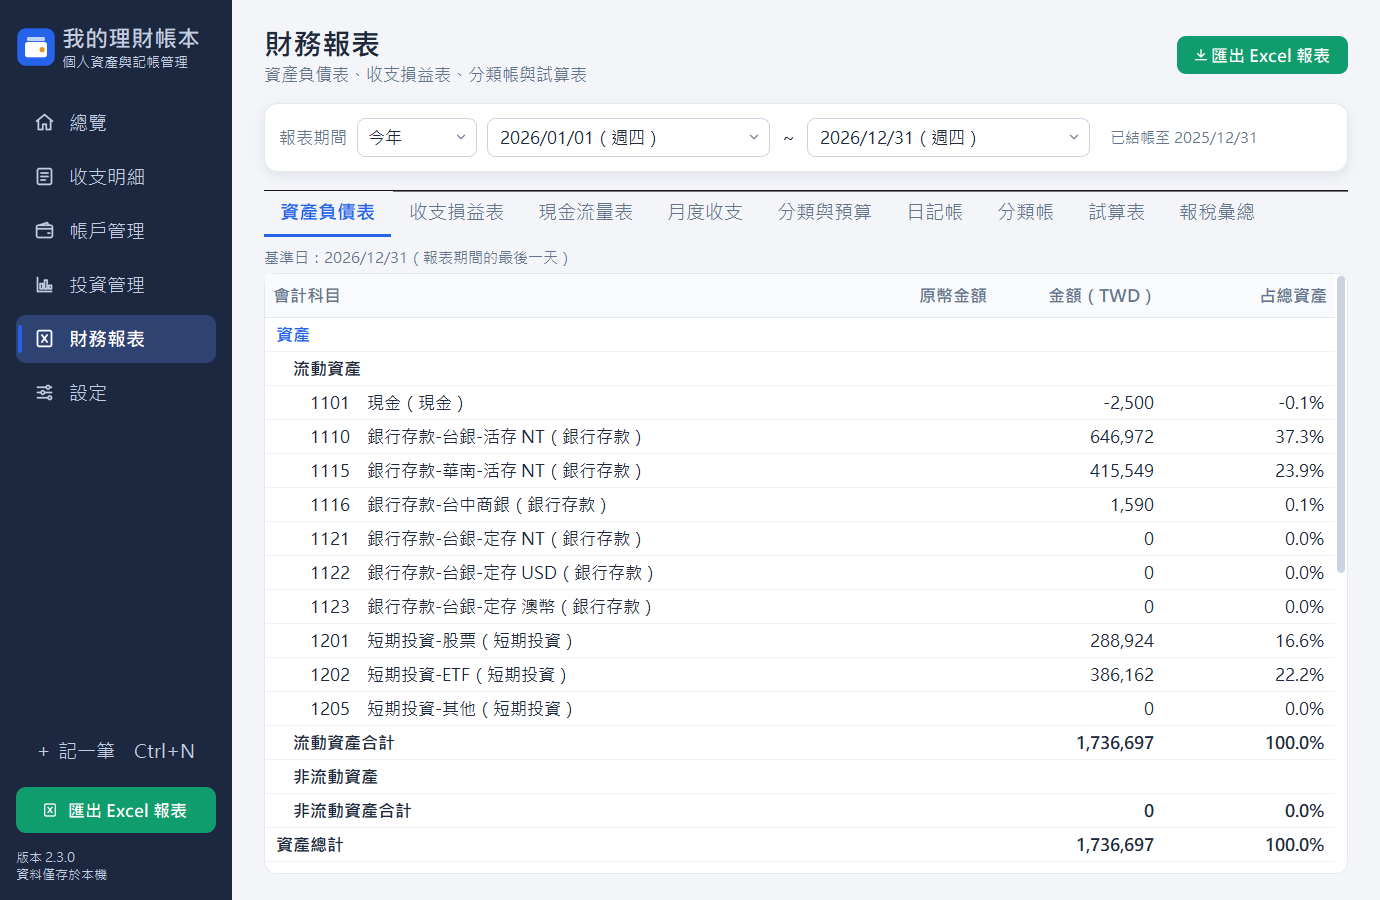 我的理財帳本
個人資產與記帳管理
總覽
收支明細
帳戶管理
投資管理
財務報表
設定
+ 記一筆 Ctrl+N
匯出 Excel 報表
版本 2.3.0
資料僅存於本機
財務報表
資產負債表、收支損益表、分類帳與試算表
匯出 Excel 報表
報表期間 今年 2026/01/01（週四） ~ 2026/12/31（週四） 已結帳至 2025/12/31
資產負債表 收支損益表 現金流量表 月度收支 分類與預算 日記帳 分類帳 試算表 報稅彙總
基準日：2026/12/31（報表期間的最後一天）
會計科目 原幣金額 金額（TWD） 占總資產
資產
流動資產
1101 現金（現金） -2,500 -0.1%
1110 銀行存款-台銀-活存 NT（銀行存款） 646,972 37.3%
1115 銀行存款-華南-活存 NT（銀行存款） 415,549 23.9%
1116 銀行存款-台中商銀（銀行存款） 1,590 0.1%
1121 銀行存款-台銀-定存 NT（銀行存款） 0 0.0%
1122 銀行存款-台銀-定存 USD（銀行存款） 0 0.0%
1123 銀行存款-台銀-定存 澳幣（銀行存款） 0 0.0%
1201 短期投資-股票（短期投資） 288,924 16.6%
1202 短期投資-ETF（短期投資） 386,162 22.2%
1205 短期投資-其他（短期投資） 0 0.0%
流動資產合計 1,736,697 100.0%
非流動資產
非流動資產合計 0 0.0%
資產總計 1,736,697 100.0%